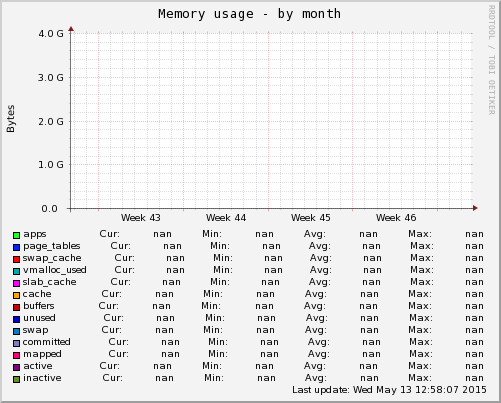 Memory usage - by month
RRDTOOL / TOBI OETIKER
Bytes
4.0 G
3.0 G
2.0 G
1.0 G
0.0
Week 43 Week 44 Week 45 Week 46
apps Cur: nan Min: nan Avg: nan Max: nan
page_tables Cur: nan Min: nan Avg: nan Max: nan
swap_cache Cur: nan Min: nan Avg: nan Max: nan
vmalloc_used Cur: nan Min: nan Avg: nan Max: nan
slab_cache Cur: nan Min: nan Avg: nan Max: nan
cache Cur: nan Min: nan Avg: nan Max: nan
buffers Cur: nan Min: nan Avg: nan Max: nan
unused Cur: nan Min: nan Avg: nan Max: nan
swap Cur: nan Min: nan Avg: nan Max: nan
committed Cur: nan Min: nan Avg: nan Max: nan
mapped Cur: nan Min: nan Avg: nan Max: nan
active Cur: nan Min: nan Avg: nan Max: nan
inactive Cur: nan Min: nan Avg: nan Max: nan
Last update: Wed May 13 12:58:07 2015